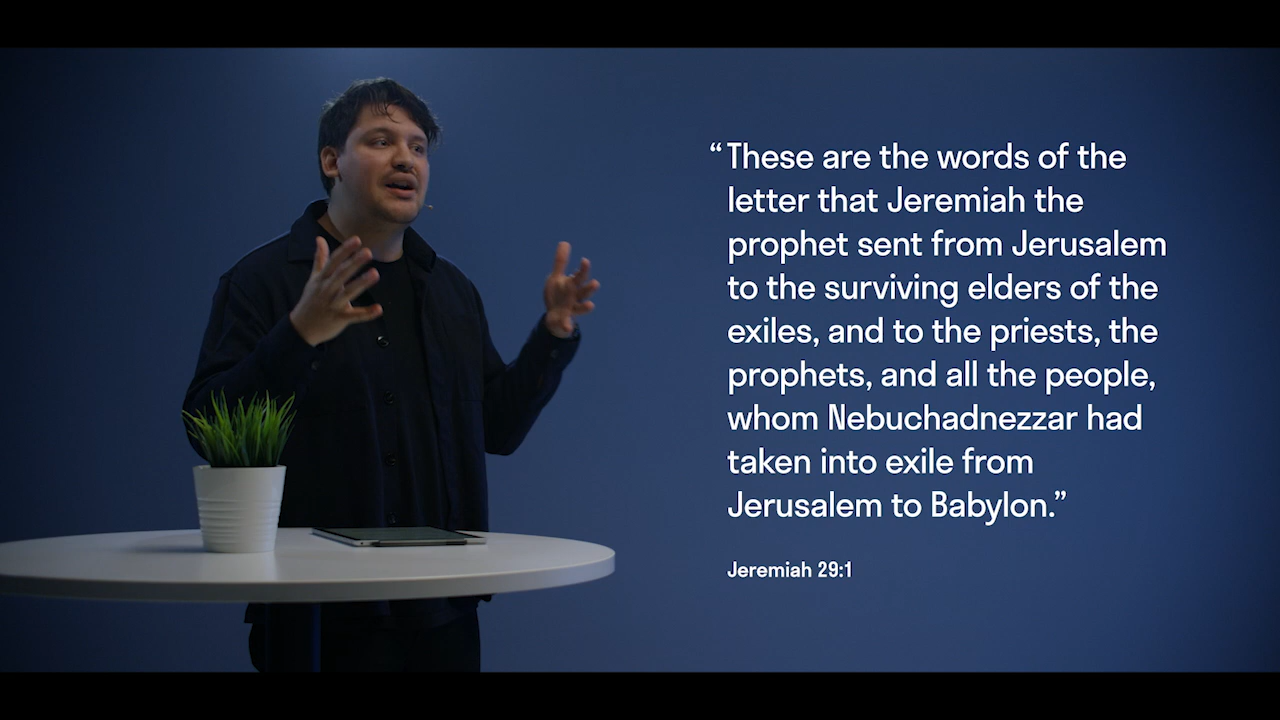 “These are the words of the
letter that Jeremiah the
prophet sent from Jerusalem
to the surviving elders of the
exiles, and to the priests, the
prophets, and all the people,
whom Nebuchadnezzar had
taken into exile from
Jerusalem to Babylon.”
Jeremiah 29:1